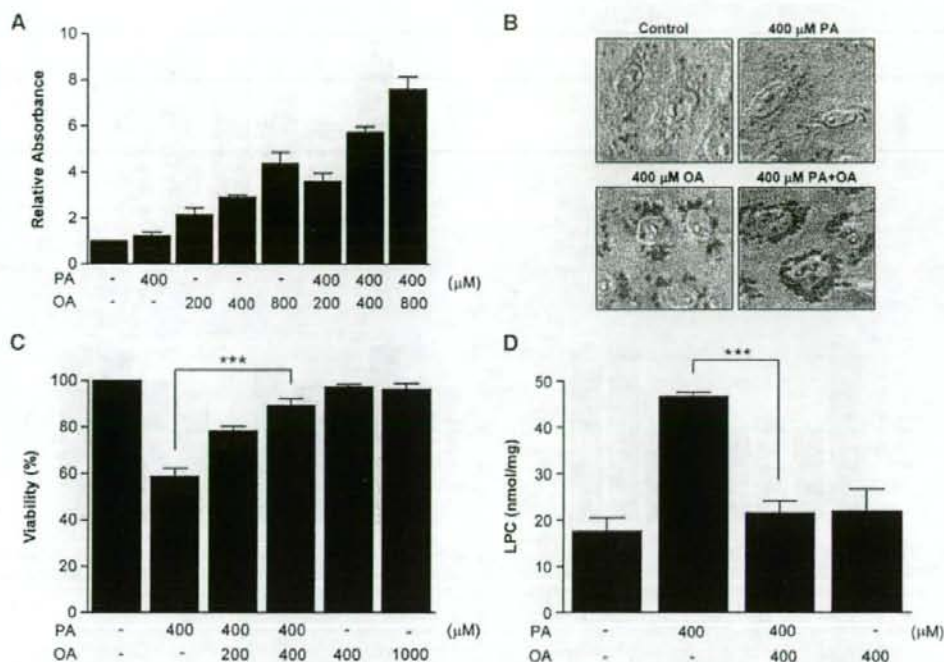 A
Relative Absorbance
10
8
6
4
2
0
PA - 400 - - - 400 400 400 (μM)
OA - - 200 400 800 200 400 800
B
Control
400 μM PA
400 μM OA
400 μM PA+OA
C
***
Viability (%)
100
80
60
40
20
0
PA - 400 400 400 - - (μM)
OA - - 200 400 400 1000
D
***
LPC (nmol/mg)
50
40
30
20
10
0
PA - 400 400 -
OA - - 400 400